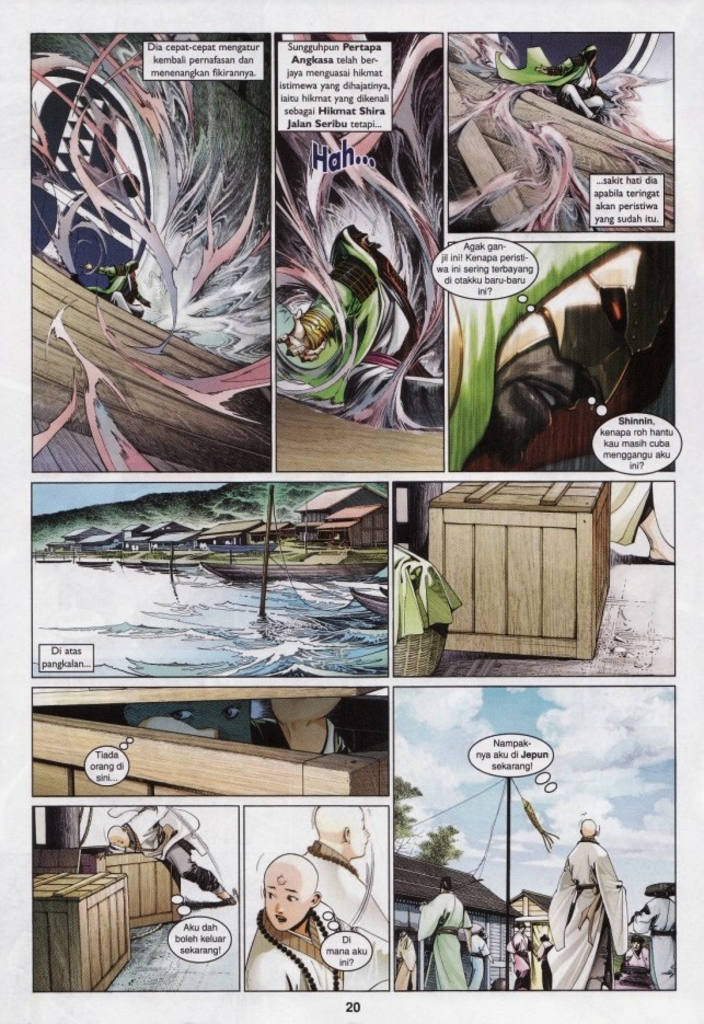 Dia cepat-cepat mengatur
kembali pernafasan dan
menenangkan fikirannya.
Sungguhpun Pertapa
Angkasa telah ber-
jaya menguasai hikmat
istimewa yang dihajatinya,
iaitu hikmat yang dikenali
sebagai Hikmat Shira
Jalan Seribu tetapi...
Hah...
...sakit hati dia
apabila teringat
akan peristiwa
yang sudah itu.
Agak gan-
jil ini! Kenapa peristi-
wa ini sering terbayang
di otakku baru-baru
ini?
Shinnin,
kenapa roh hantu
kau masih cuba
menggangu aku
ini?
Di atas
pangkalan...
Tiada
orang di
sini...
Nampak-
nya aku di Jepun
sekarang!
Aku dah
boleh keluar
sekarang!
Di
mana aku
ini?
20